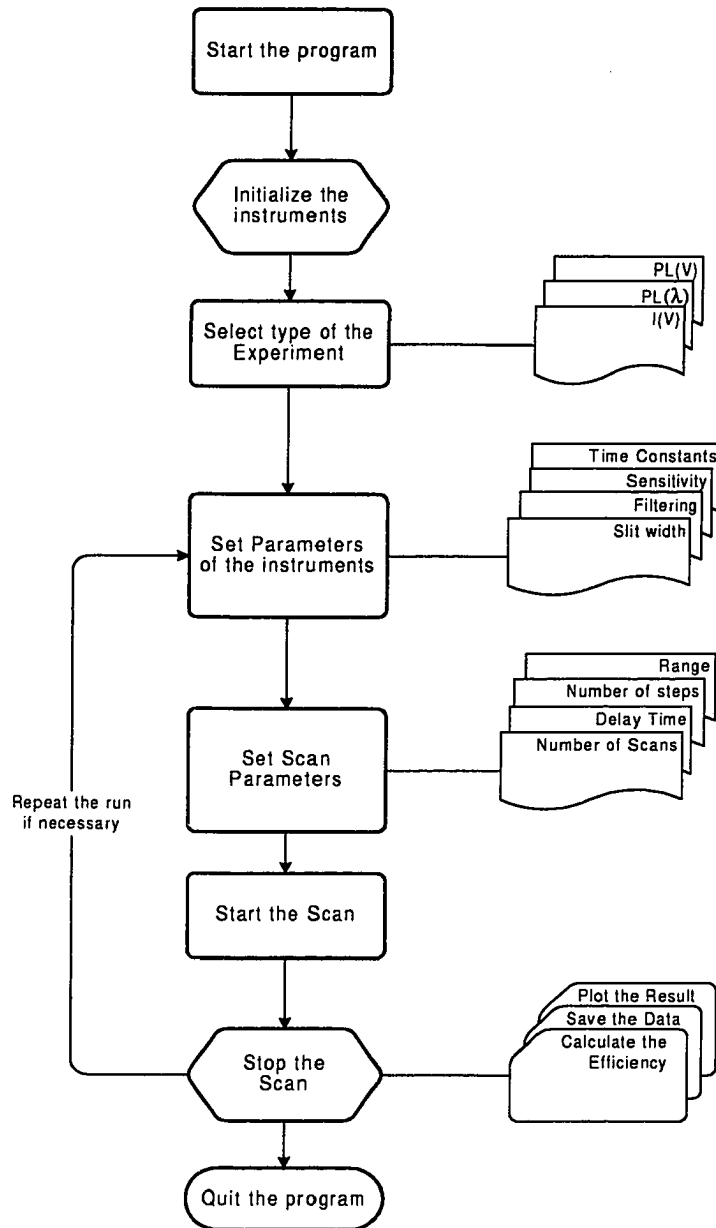 Start the program
Initialize the
instruments
PL(V)
PL(λ)
I(V)
Select type of the
Experiment
Time Constants
Sensitivity
Filtering
Slit width
Set Parameters
of the instruments
Range
Number of steps
Delay Time
Number of Scans
Set Scan
Parameters
Repeat the run
if necessary
Start the Scan
Plot the Result
Save the Data
Calculate the
Efficiency
Stop the
Scan
Quit the program